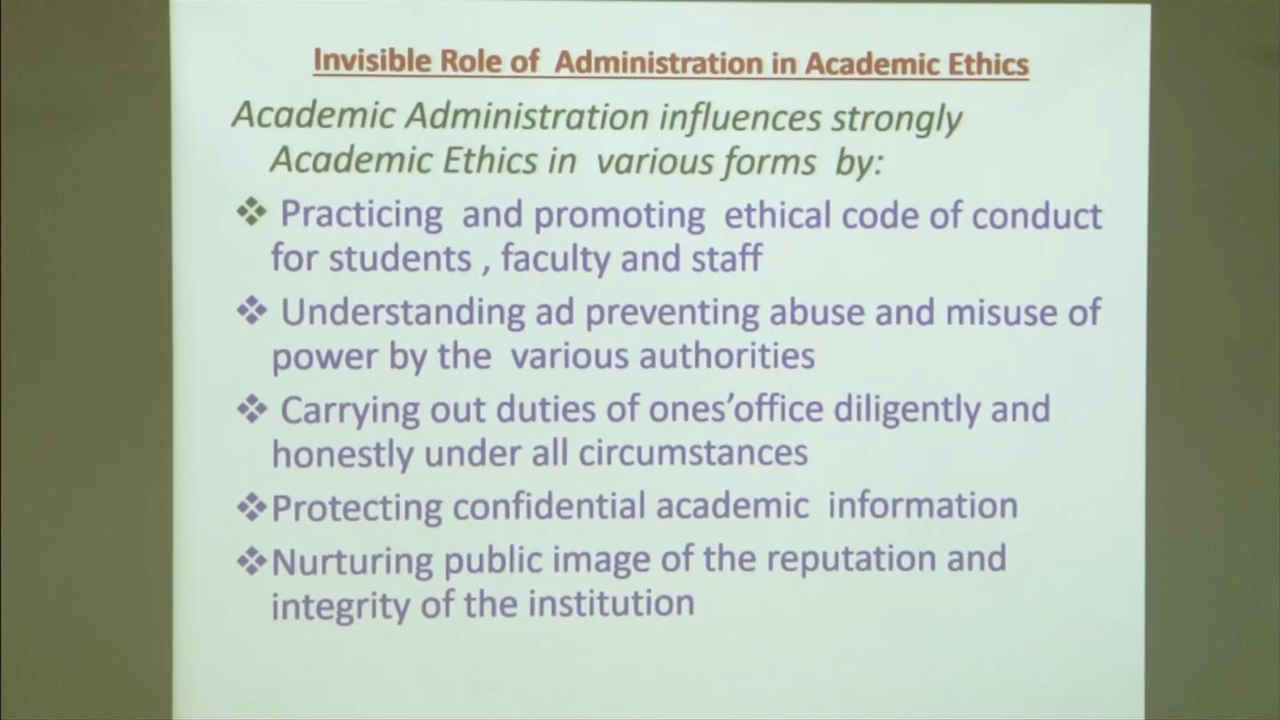 Invisible Role of Administration in Academic Ethics
Academic Administration influences strongly
Academic Ethics in various forms by:
❖ Practicing and promoting ethical code of conduct
for students , faculty and staff
❖ Understanding ad preventing abuse and misuse of
power by the various authorities
❖ Carrying out duties of ones’office diligently and
honestly under all circumstances
❖Protecting confidential academic information
❖Nurturing public image of the reputation and
integrity of the institution